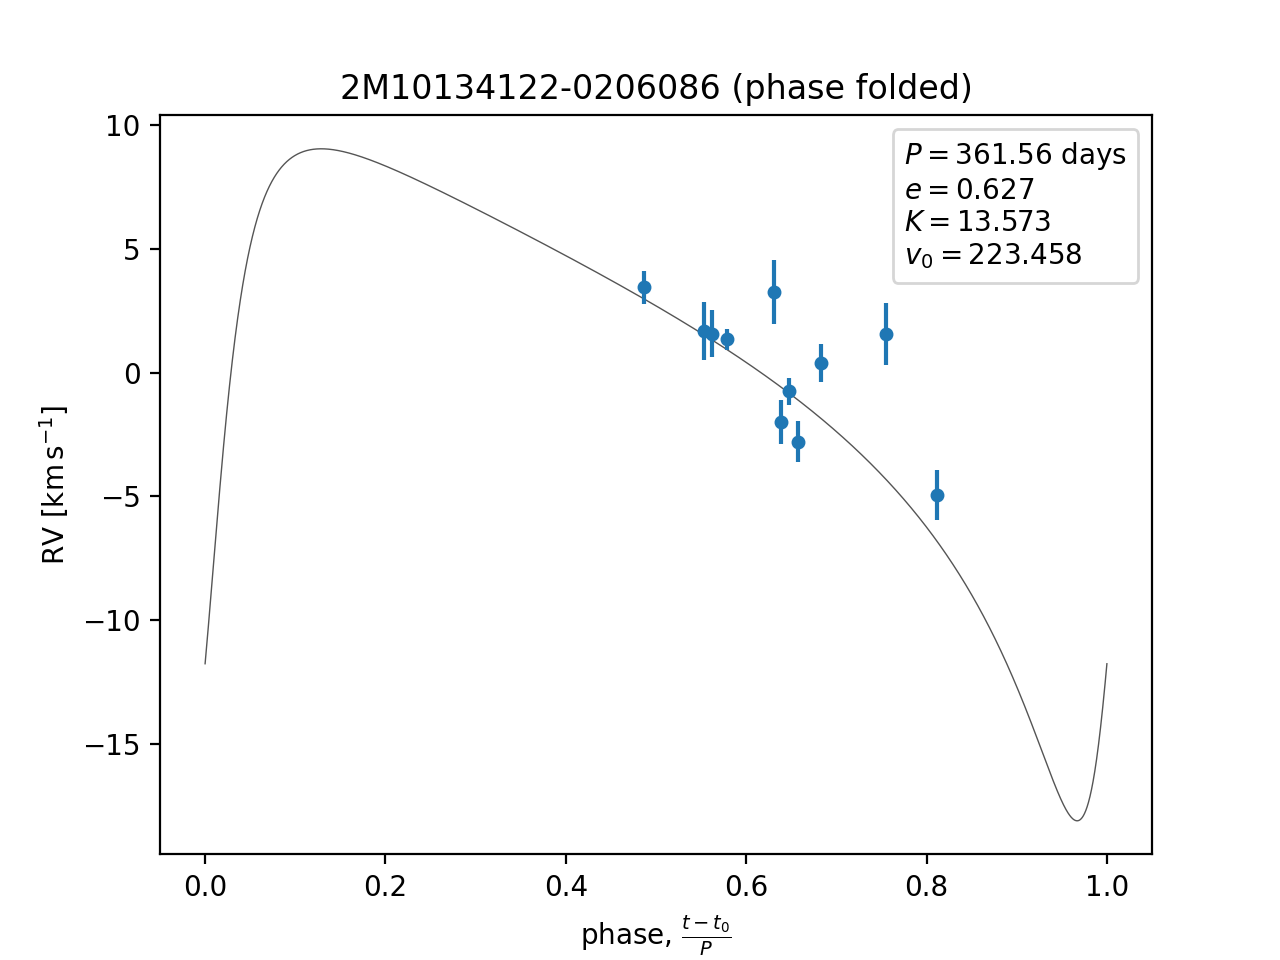 2M10134122-0206086 (phase folded)
P = 361.56 days
e = 0.627
K = 13.573
v₀ = 223.458
10
5
0
−5
−10
−15
RV [km s⁻¹]
0.0 0.2 0.4 0.6 0.8 1.0
phase, (t − t₀)/P